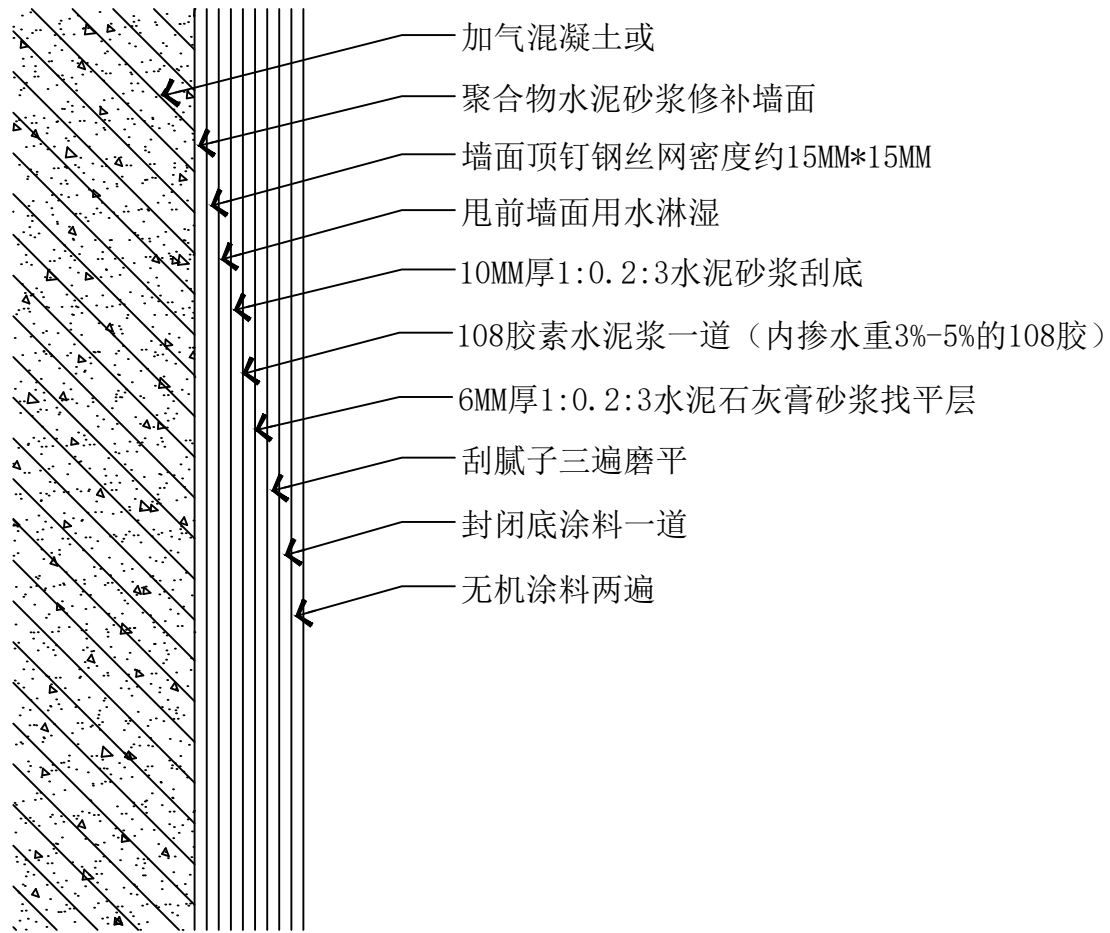 加气混凝土或
聚合物水泥砂浆修补墙面
墙面顶钉钢丝网密度约15MM*15MM
甩前墙面用水淋湿
10MM厚1:0.2:3水泥砂浆刮底
108胶素水泥浆一道（内掺水重3%-5%的108胶）
6MM厚1:0.2:3水泥石灰膏砂浆找平层
刮腻子三遍磨平
封闭底涂料一道
无机涂料两遍